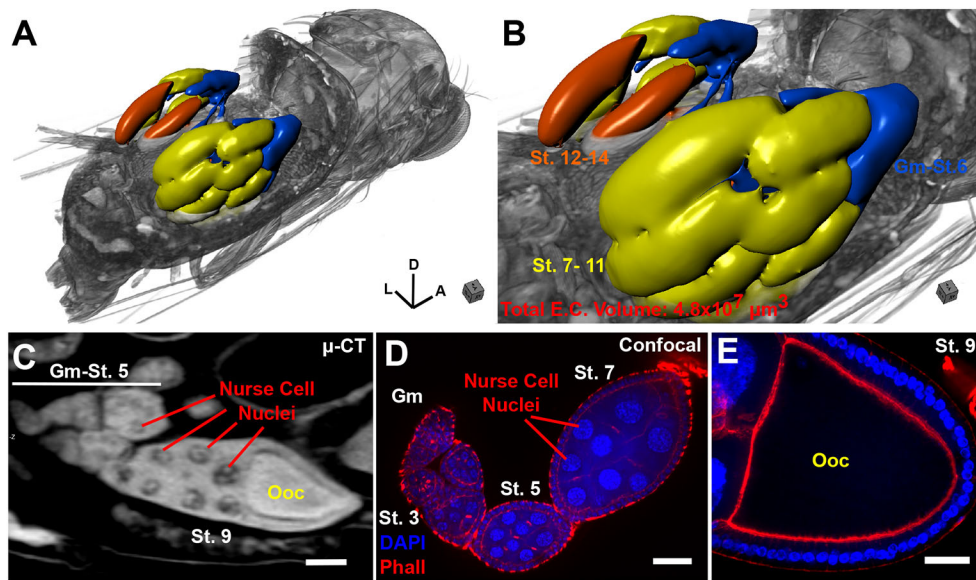 A
D
L
A
B
St. 12-14
Gm-St.6
St. 7- 11
Total E.C. Volume: 4.8x10⁷ µm³
C
µ-CT
Gm-St. 5
Nurse Cell
Nuclei
Ooc
St. 9
D
Confocal
St. 7
Gm
Nurse Cell
Nuclei
St. 5
St. 3
DAPI
Phall
E
St. 9
Ooc